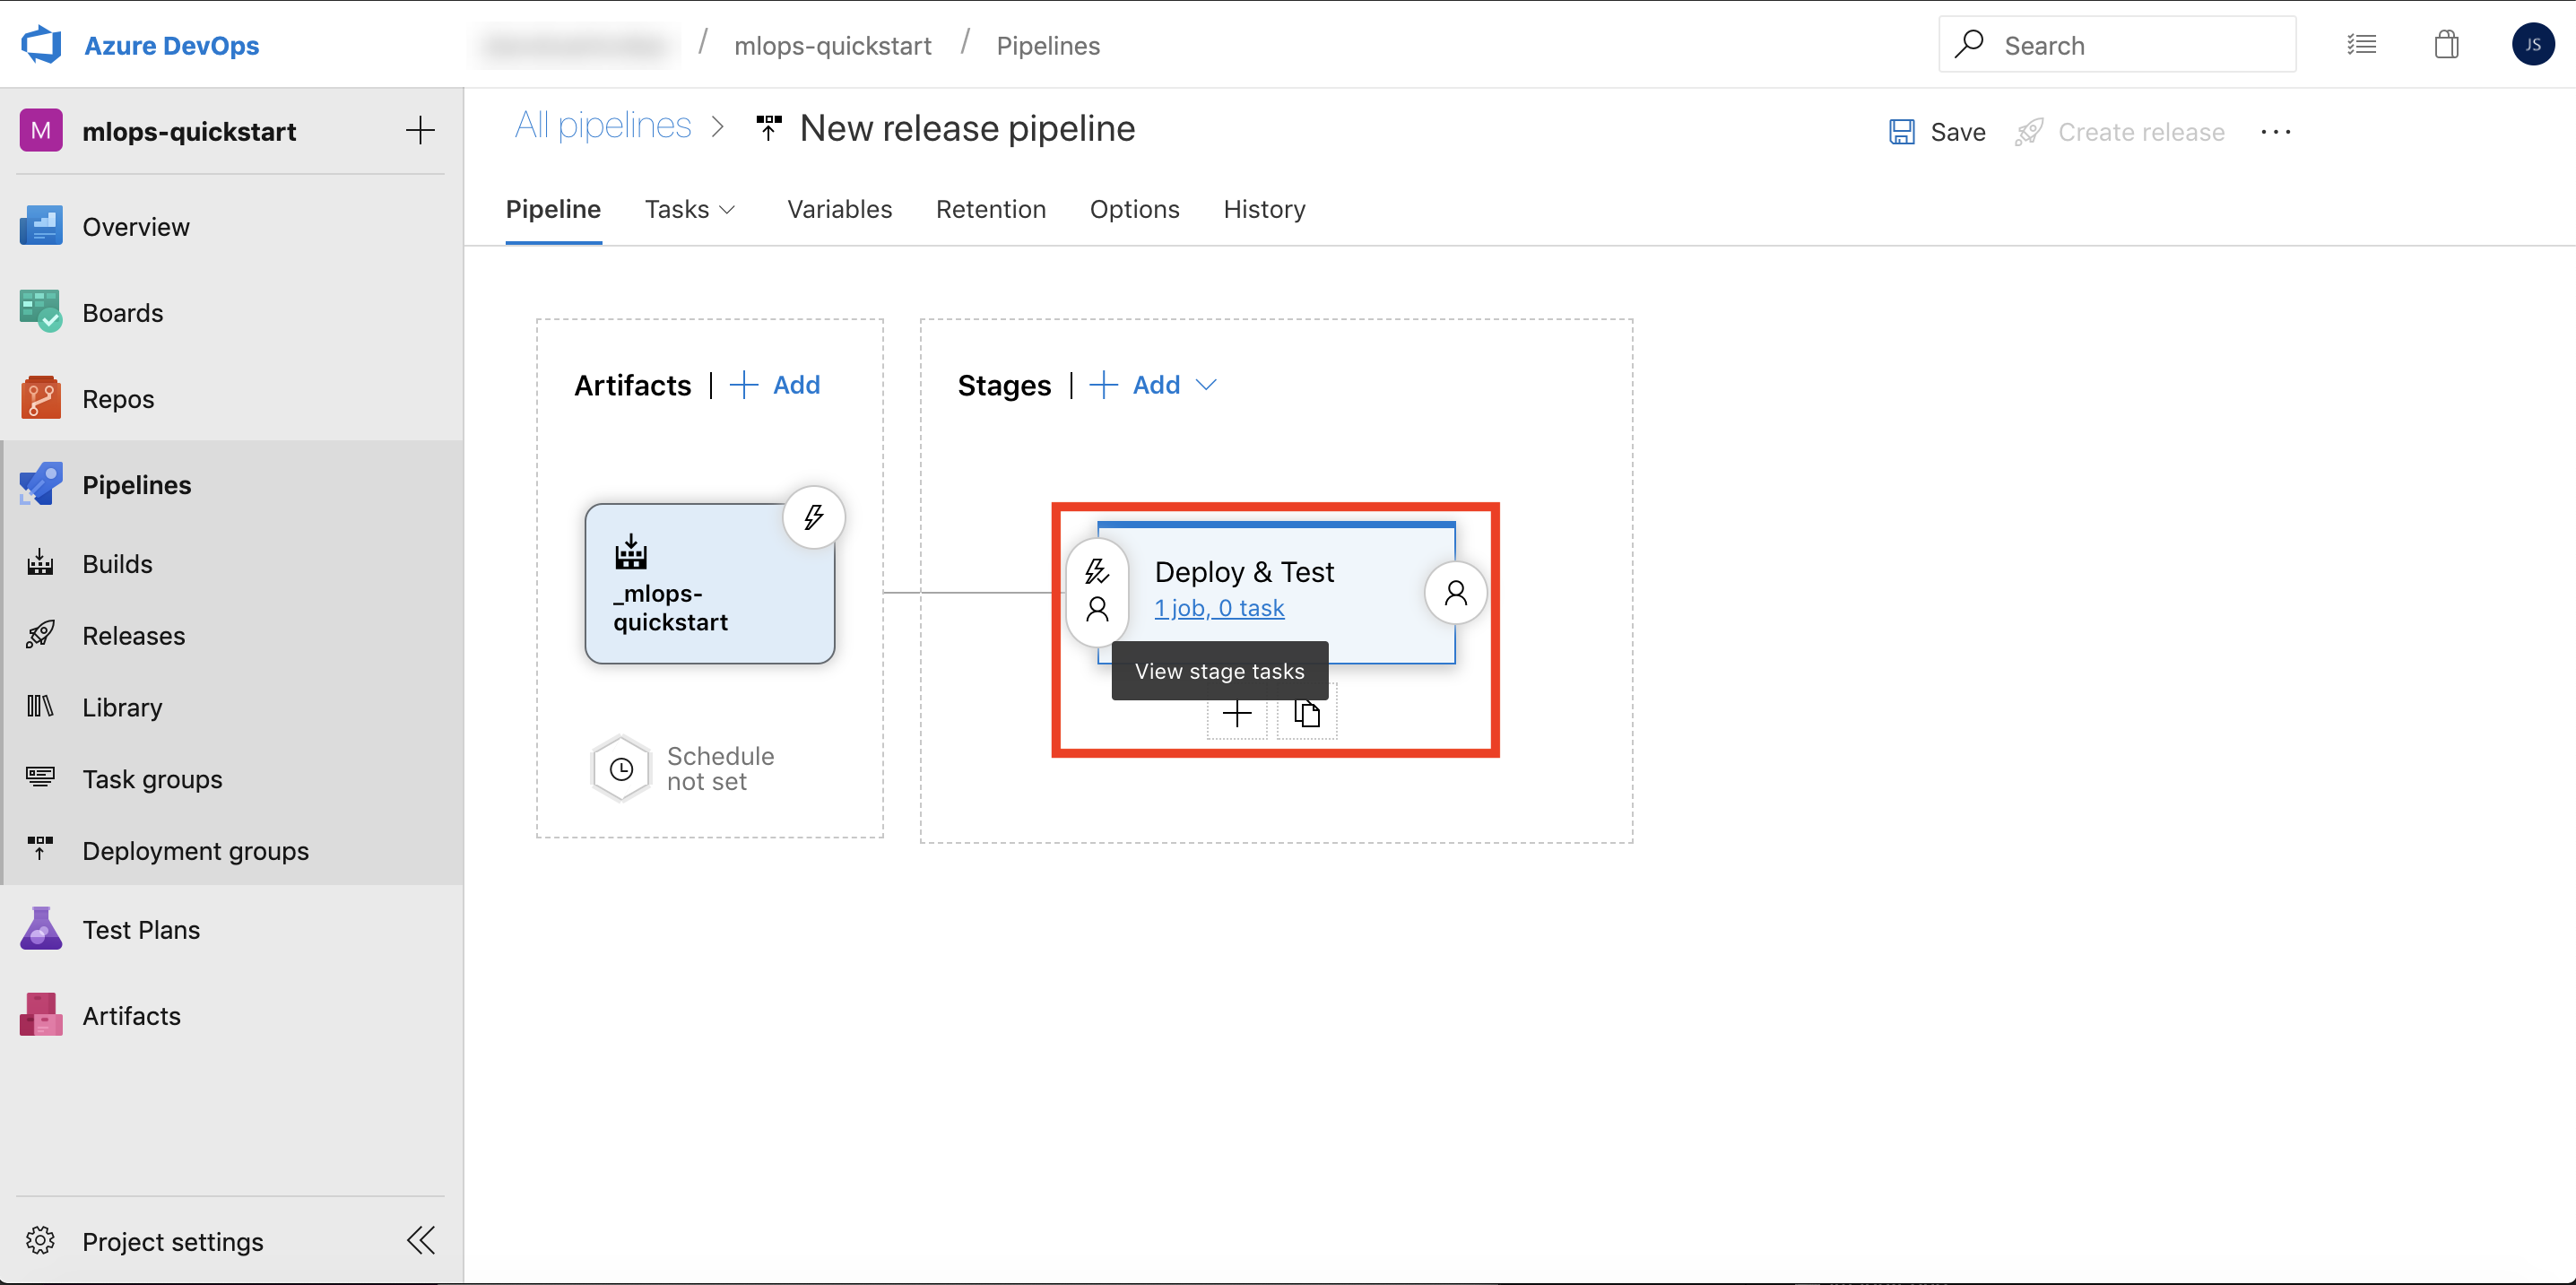 Azure DevOps
/ mlops-quickstart / Pipelines
Search
JS
M mlops-quickstart
Overview
Boards
Repos
Pipelines
Builds
Releases
Library
Task groups
Deployment groups
Test Plans
Artifacts
Project settings
All pipelines > New release pipeline
Save
Create release
...
Pipeline Tasks Variables Retention Options History
Artifacts | + Add
_mlops-
quickstart
Schedule
not set
Stages | + Add
Deploy & Test
1 job, 0 task
View stage tasks